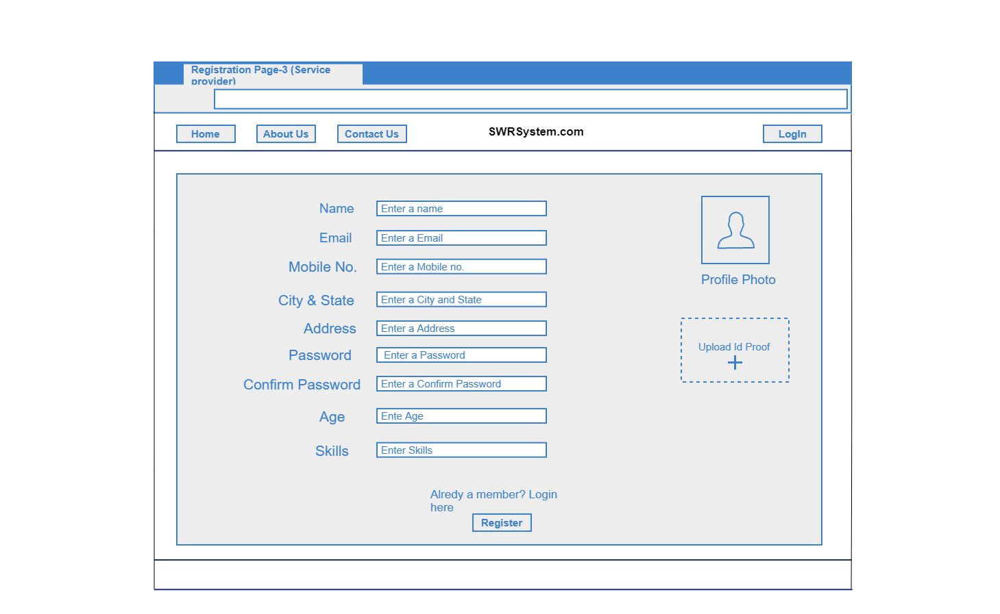 Registration Page-3 (Service
provider)
Home
About Us
Contact Us
SWRSystem.com
LogIn
Name
Enter a name
Email
Enter a Email
Mobile No.
Enter a Mobile no.
City & State
Enter a City and State
Address
Enter a Address
Password
Enter a Password
Confirm Password
Enter a Confirm Password
Age
Ente Age
Skills
Enter Skills
Profile Photo
Upload Id Proof
Alredy a member? Login
here
Register